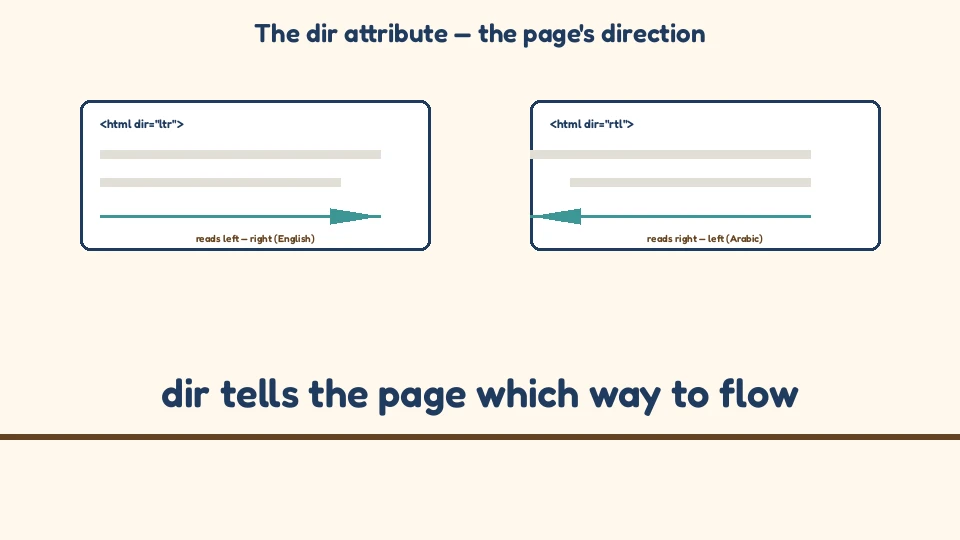 The dir attribute — the page's direction
<html dir="ltr">
reads left — right (English)
<html dir="rtl">
reads right — left (Arabic)
dir tells the page which way to flow